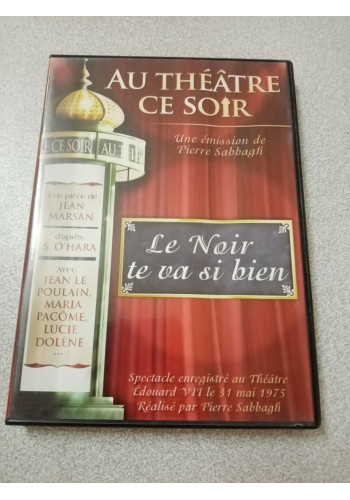 AU THÉÂTRE
CE SOIR
Une émission de
Pierre Sabbagh
E CE SOIR AU T
Une pièce de
JEAN
MARSAN
d'après
S. O'HARA
Avec
JEAN LE
POULAIN,
MARIA
PACÔME,
LUCIE
DOLÈNE
...
Le Noir
te va si bien
Spectacle enregistré au Théâtre
Édouard VII le 31 mai 1975
Réalisé par Pierre Sabbagh